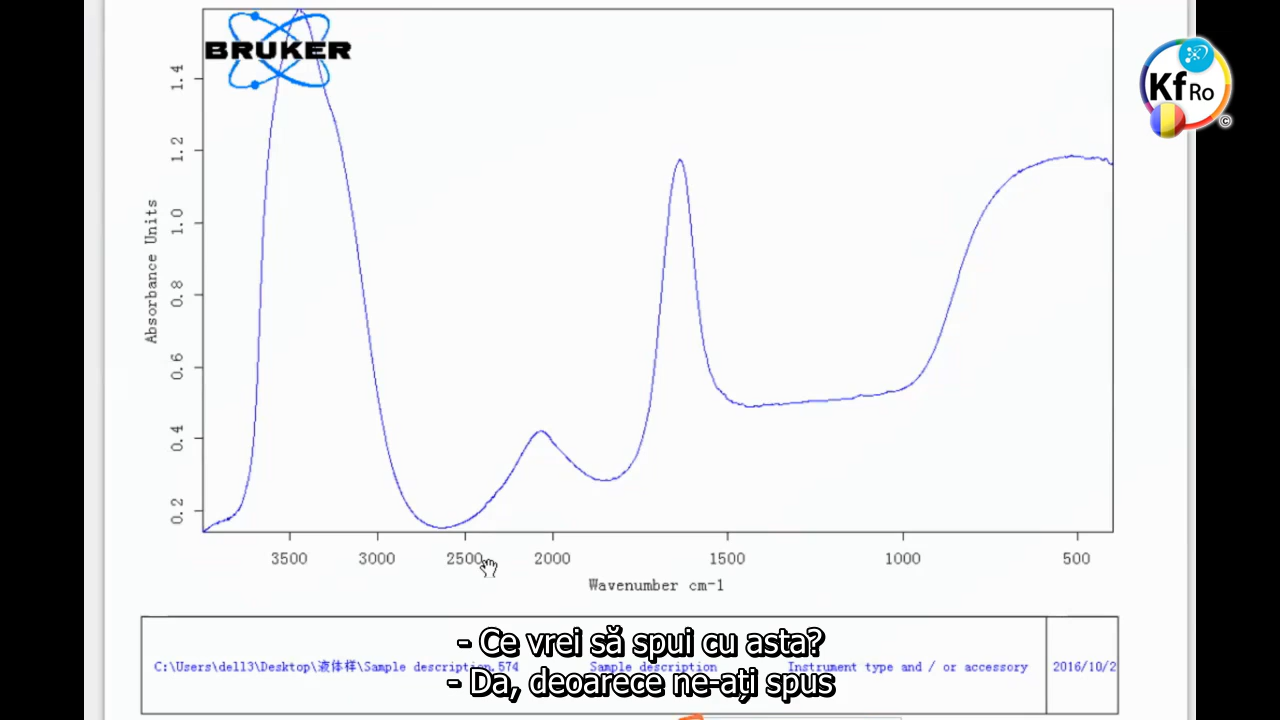 BRUKER
Kf Ro
©
1.4
1.2
1.0
0.8
0.6
0.4
0.2
Absorbance Units
3500 3000 2500 2000 1500 1000 500
Wavenumber cm-1
C:\Users\dell3\Desktop\液体样\Sample description.574 Sample description Instrument type and / or accessory 2016/10/2
- Ce vrei să spui cu asta?
- Da, deoarece ne-ați spus